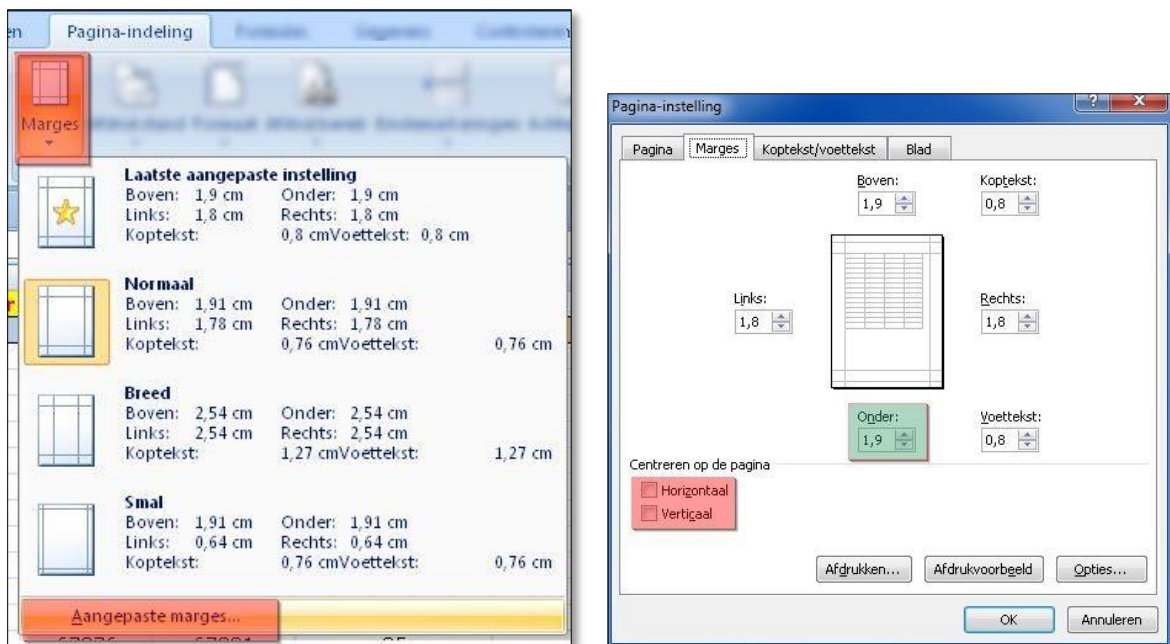 en Pagina-indeling
Marges
Laatste aangepaste instelling
Boven: 1,9 cm Onder: 1,9 cm
Links: 1,8 cm Rechts: 1,8 cm
Koptekst: 0,8 cmVoettekst: 0,8 cm
Normaal
Boven: 1,91 cm Onder: 1,91 cm
Links: 1,78 cm Rechts: 1,78 cm
Koptekst: 0,76 cmVoettekst: 0,76 cm
Breed
Boven: 2,54 cm Onder: 2,54 cm
Links: 2,54 cm Rechts: 2,54 cm
Koptekst: 1,27 cmVoettekst: 1,27 cm
Smal
Boven: 1,91 cm Onder: 1,91 cm
Links: 0,64 cm Rechts: 0,64 cm
Koptekst: 0,76 cmVoettekst: 0,76 cm
Aangepaste marges...
Pagina-instelling
? X
Pagina Marges Koptekst/voettekst Blad
Boven: Koptekst:
1,9 0,8
Links: Rechts:
1,8 1,8
Onder: Voettekst:
1,9 0,8
Centreren op de pagina
Horizontaal
Verticaal
Afdrukken... Afdrukvoorbeeld Opties...
OK Annuleren